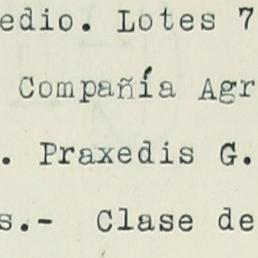 edio. Lotes 7
Compañía Agr
. Praxedis G.
s.- Clase de